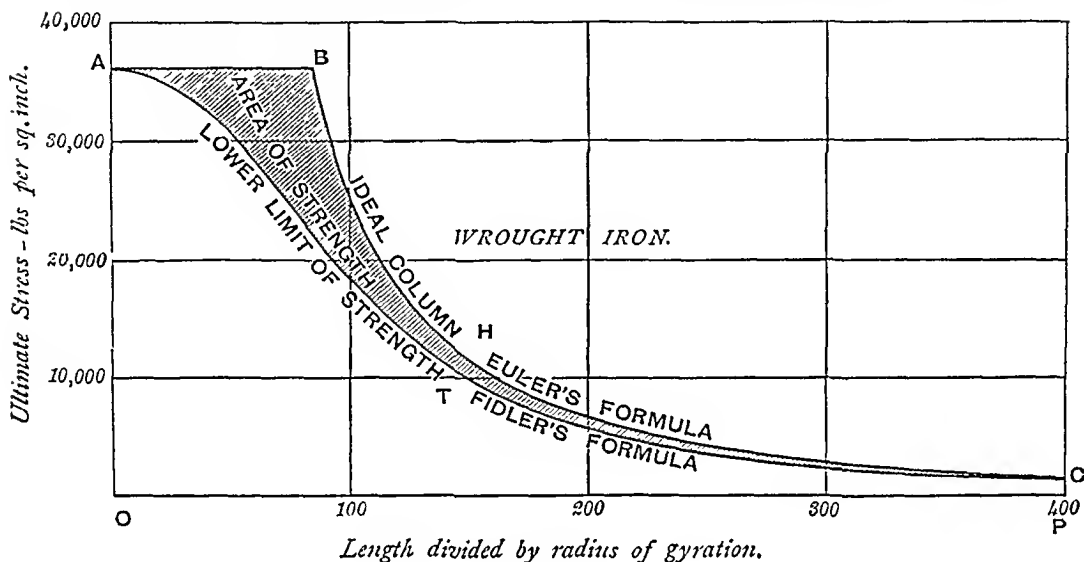 40,000
A
B
30,000
20,000
10,000
Ultimate Stress - lbs per sq. inch.
AREA OF STRENGTH
LOWER LIMIT OF STRENGTH
IDEAL COLUMN
WROUGHT IRON.
H
EULER'S FORMULA
T
FIDLER'S FORMULA
C
O
100
200
300
400
P
Length divided by radius of gyration.